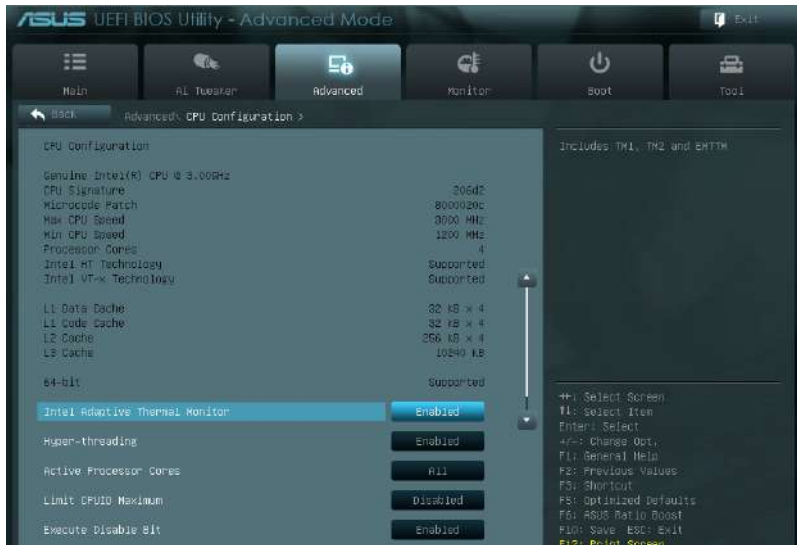 ASUS UEFI BIOS Utility - Advanced Mode
Exit
Main
Ai Tweaker
Advanced
Monitor
Boot
Tool
Back
Advanced\ CPU Configuration >
CPU Configuration
Includes TM1, TM2 and EMTTM
Genuine Intel(R) CPU @ 3.00GHz
CPU Signature 206d2
Microcode Patch 8000020c
Max CPU Speed 3000 MHz
Min CPU Speed 1200 MHz
Processor Cores 4
Intel HT Technology Supported
Intel VT-x Technology Supported
L1 Data Cache 32 kB x 4
L1 Code Cache 32 kB x 4
L2 Cache 256 kB x 4
L3 Cache 10240 kB
64-bit Supported
Intel Adaptive Thermal Monitor Enabled
Hyper-threading Enabled
Active Processor Cores All
Limit CPUID Maximum Disabled
Execute Disable Bit Enabled
→←: Select Screen
↑↓: Select Item
Enter: Select
+/-: Change Opt.
F1: General Help
F2: Previous Values
F3: Shortcut
F5: Optimized Defaults
F6: ASUS Ratio Boost
F10: Save ESC: Exit
F12: Print Screen